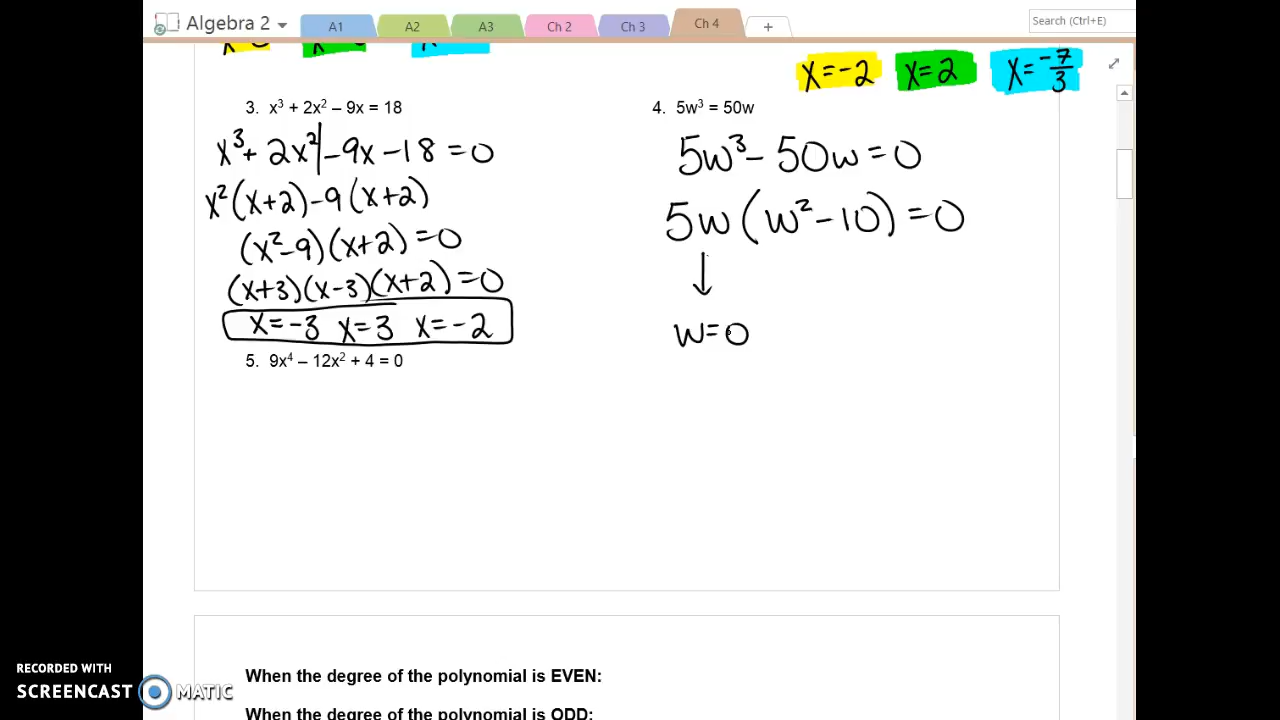 Algebra 2
A1
A2
A3
Ch 2
Ch 3
Ch 4
+
Search (Ctrl+E)
x=-2 x=2 x=-7/3
3. x³ + 2x² – 9x = 18
x³+ 2x²|-9x-18=0
x²(x+2)-9(x+2)
(x²-9)(x+2)=0
(x+3)(x-3)(x+2)=0
x=-3 x=3 x=-2
4. 5w³ = 50w
5w³-50w=0
5w(w²-10)=0
↓
w=0
5. 9x⁴ – 12x² + 4 = 0
When the degree of the polynomial is EVEN:
When the degree of the polynomial is ODD:
RECORDED WITH
SCREENCAST MATIC